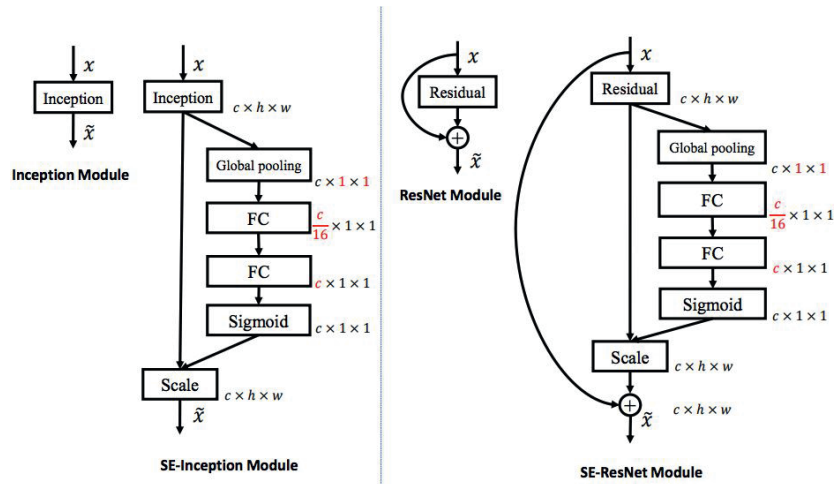 x
Inception
x̃
Inception Module
x
Inception
c × h × w
Global pooling
c × 1 × 1
FC
c/16 × 1 × 1
FC
c × 1 × 1
Sigmoid
c × 1 × 1
Scale
c × h × w
x̃
SE-Inception Module
x
Residual
+
x̃
ResNet Module
x
Residual
c × h × w
Global pooling
c × 1 × 1
FC
c/16 × 1 × 1
FC
c × 1 × 1
Sigmoid
c × 1 × 1
Scale
c × h × w
+
c × h × w
x̃
SE-ResNet Module